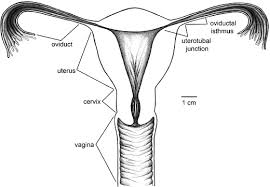 oviductal
isthmus
oviduct
uterotubal
junction
uterus
cervix
1 cm
vagina